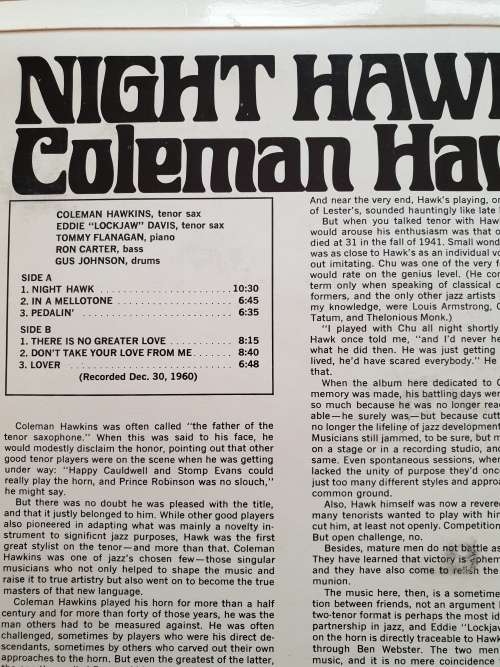 NIGHT HAWK
Coleman Haw
COLEMAN HAWKINS, tenor sax
EDDIE "LOCKJAW" DAVIS, tenor sax
TOMMY FLANAGAN, piano
RON CARTER, bass
GUS JOHNSON, drums
SIDE A
1. NIGHT HAWK 10:30
2. IN A MELLOTONE 6:45
3. PEDALIN' 6:35
SIDE B
1. THERE IS NO GREATER LOVE 8:15
2. DON'T TAKE YOUR LOVE FROM ME 8:40
3. LOVER 6:48
(Recorded Dec. 30, 1960)
Coleman Hawkins was often called "the father of the
tenor saxophone." When this was said to his face, he
would modestly disclaim the honor, pointing out that other
good tenor players were on the scene when he was getting
under way: "Happy Cauldwell and Stomp Evans could
really play the horn, and Prince Robinson was no slouch,"
he might say.
But there was no doubt he was pleased with the title,
and that it justly belonged to him. While other good players
also pioneered in adapting what was mainly a novelty in-
strument to significnt jazz purposes, Hawk was the first
great stylist on the tenor—and more than that. Coleman
Hawkins was one of jazz's chosen few—those singular
musicians who not only helped to shape the music and
raise it to true artistry but also went on to become the true
masters of that new language.
Coleman Hawkins played his horn for more than a half
century and for more than forty of those years, he was the
man others had to be measured against. He was often
challenged, sometimes by players who were his direct de-
scendants, sometimes by others who carved out their own
approaches to the horn. But even the greatest of the latter,
And near the very end, Hawk's playing, or
of Lester's, sounded hauntingly like late
But when you talked tenor with Haw
would arouse his enthusiasm was that o
died at 31 in the fall of 1941. Small wond
was as close to Hawk's as an individual vo
out imitating. Chu was one of the very f
would rate on the genius level. (He con
term only when speaking of classical c
formers, and the only other jazz artists
my knowledge, were Louis Armstrong, C
Tatum, and Thelonious Monk.)
"I played with Chu all night shortly
Hawk once told me, "and I'd never he
what he did then. He was just getting
lived, he'd have scared everybody." He
that.
When the album here dedicated to C
memory was made, his battling days wer
so much because he was no longer rea
able—he surely was—but because cutt
no longer the lifeling of jazz development
Musicians still jammed, to be sure, but r
on a stage or in a recording studio, and
same. Even spontaneous sessions, when
lacked the unity of purpose they'd once
just too many different styles and approa
common ground.
Also, Hawk himself was now a revere
many tenorists wanted to play with him
cut him, at least not openly. Competition
But open challenge, no.
Besides, mature men do not battle as
They have learned that victory is ephem
and they have also come to relish the
munion.
The music here, then, is a sometime
tion between friends, not an argument
two-tenor format is perhaps the most id
partnership in jazz, and Eddie "Lockjaw
on the horn is directly traceable to Hawk
through Ben Webster. The two men
music, and it is no mere coincidenc